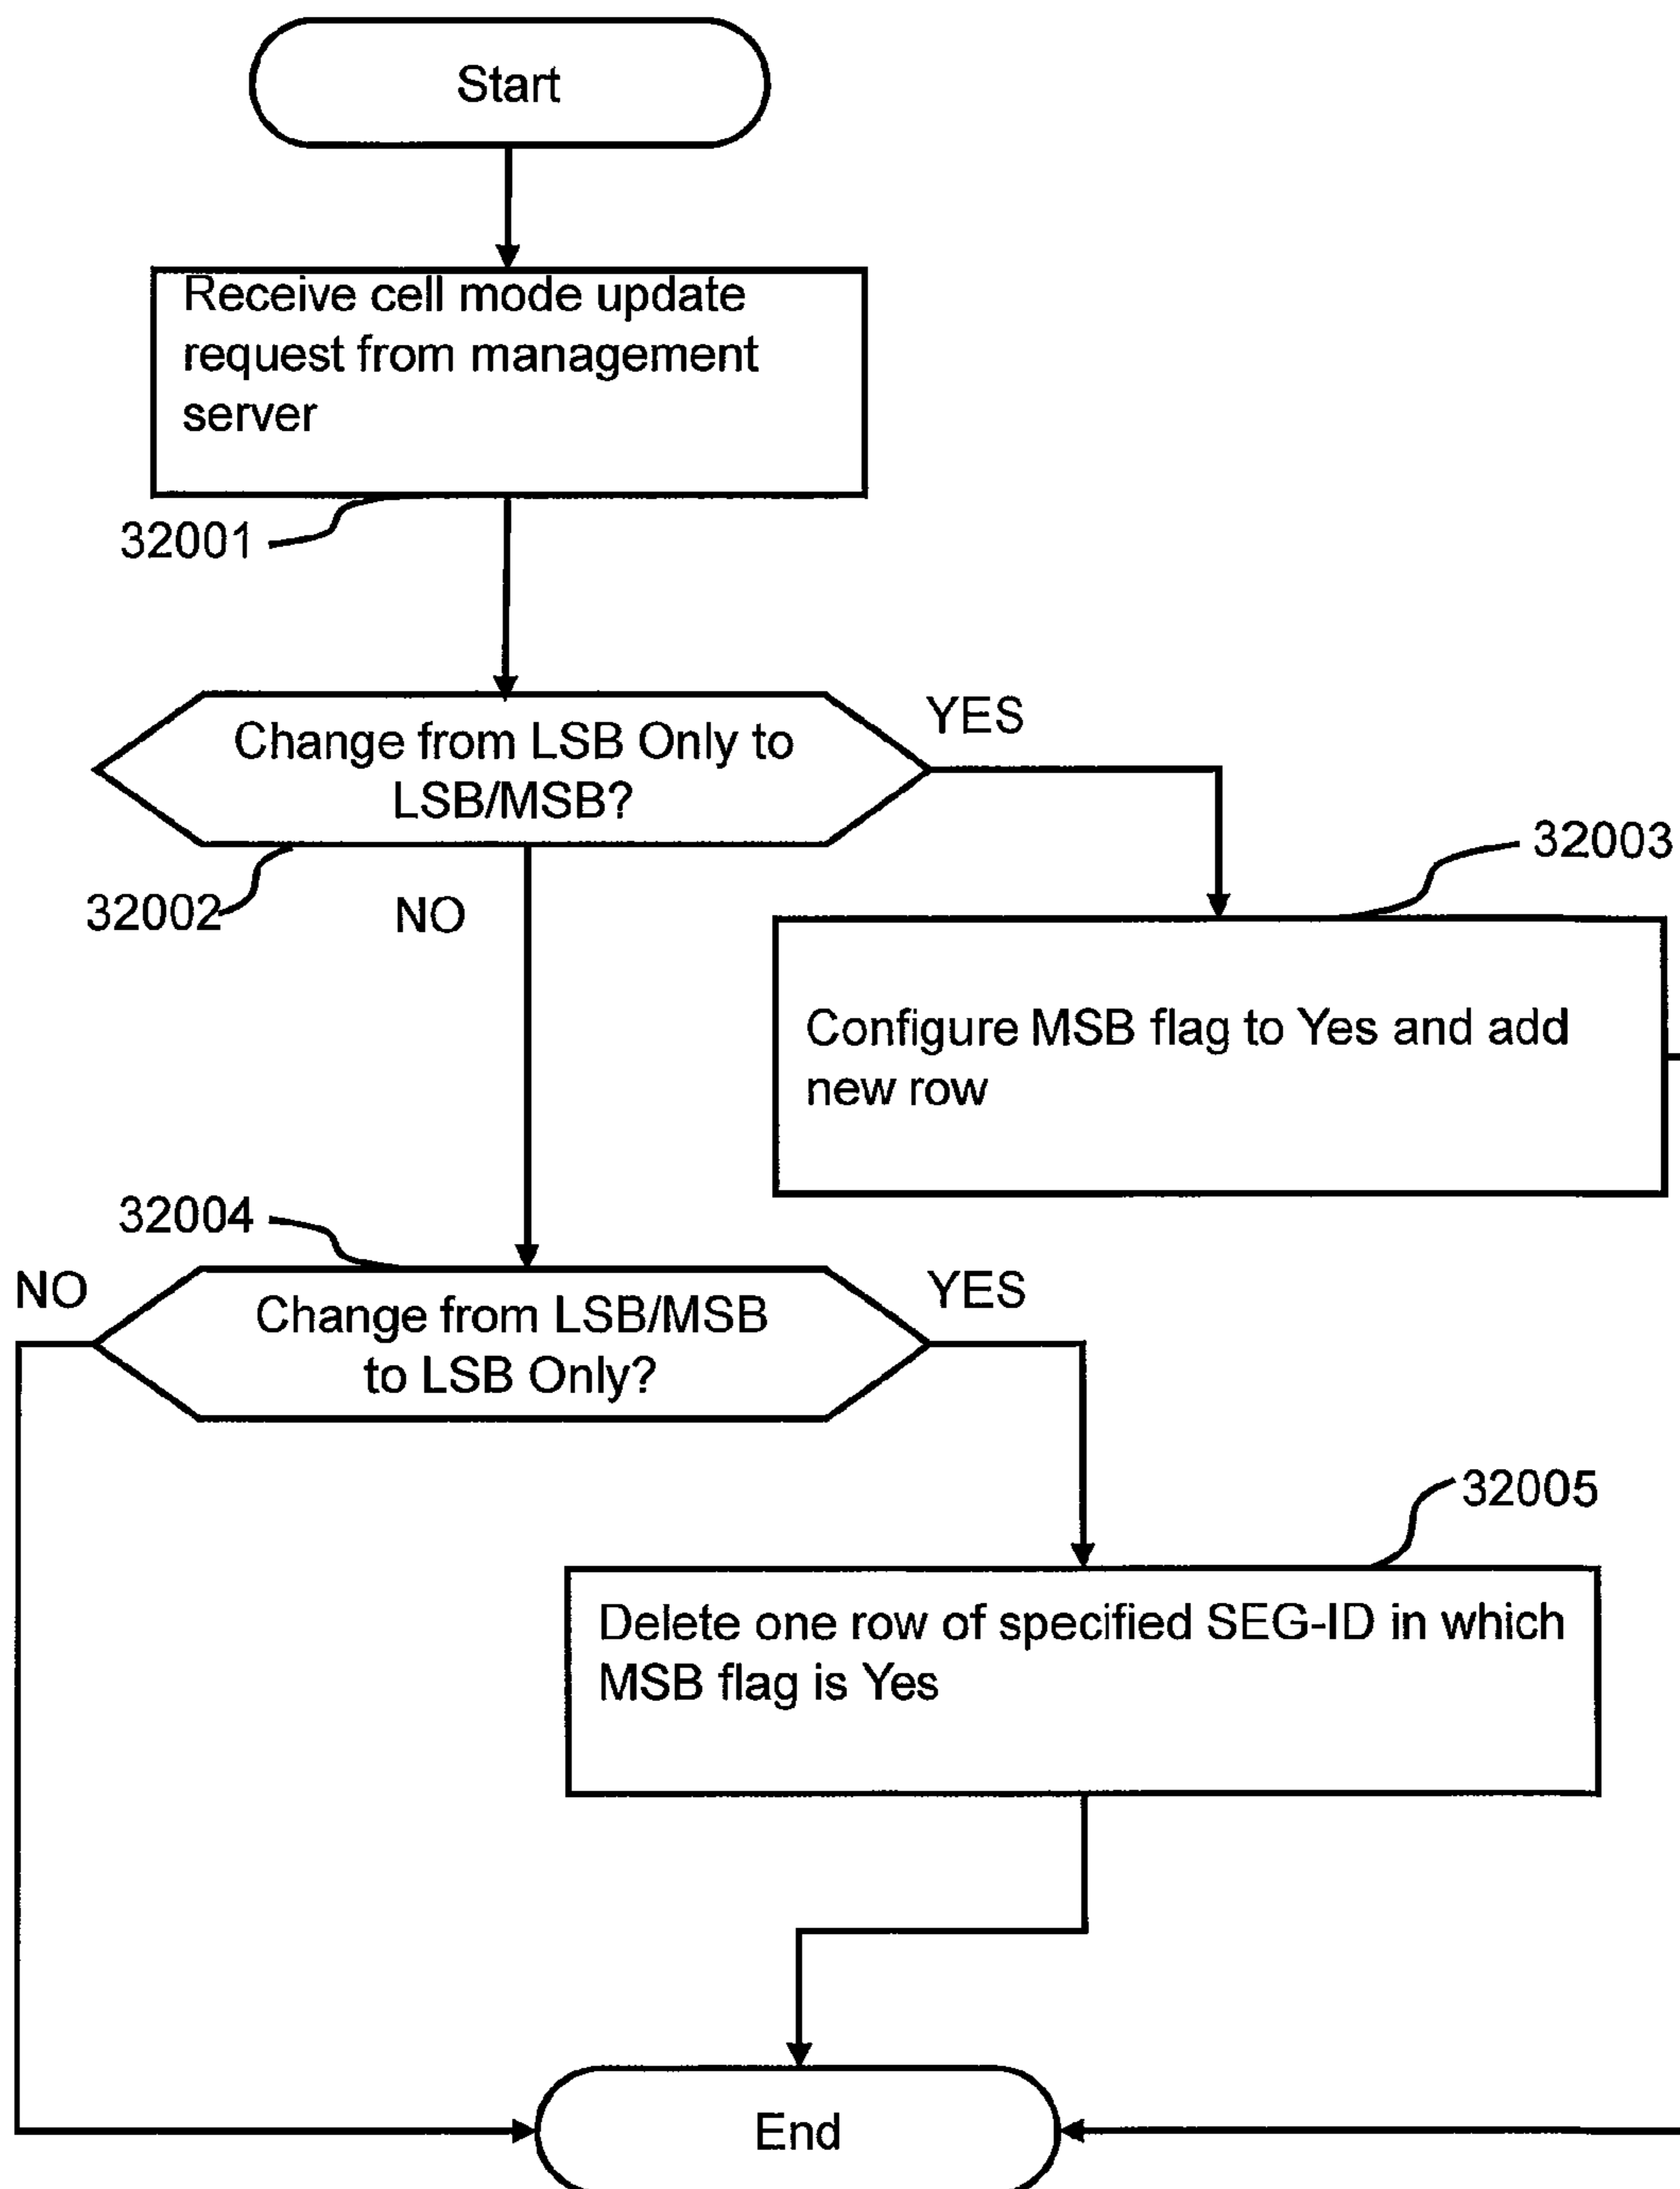 Start
Receive cell mode update
request from management
server
32001
Change from LSB Only to
LSB/MSB?
YES
32002
NO
32003
Configure MSB flag to Yes and add
new row
32004
NO
Change from LSB/MSB
to LSB Only?
YES
32005
Delete one row of specified SEG-ID in which
MSB flag is Yes
End